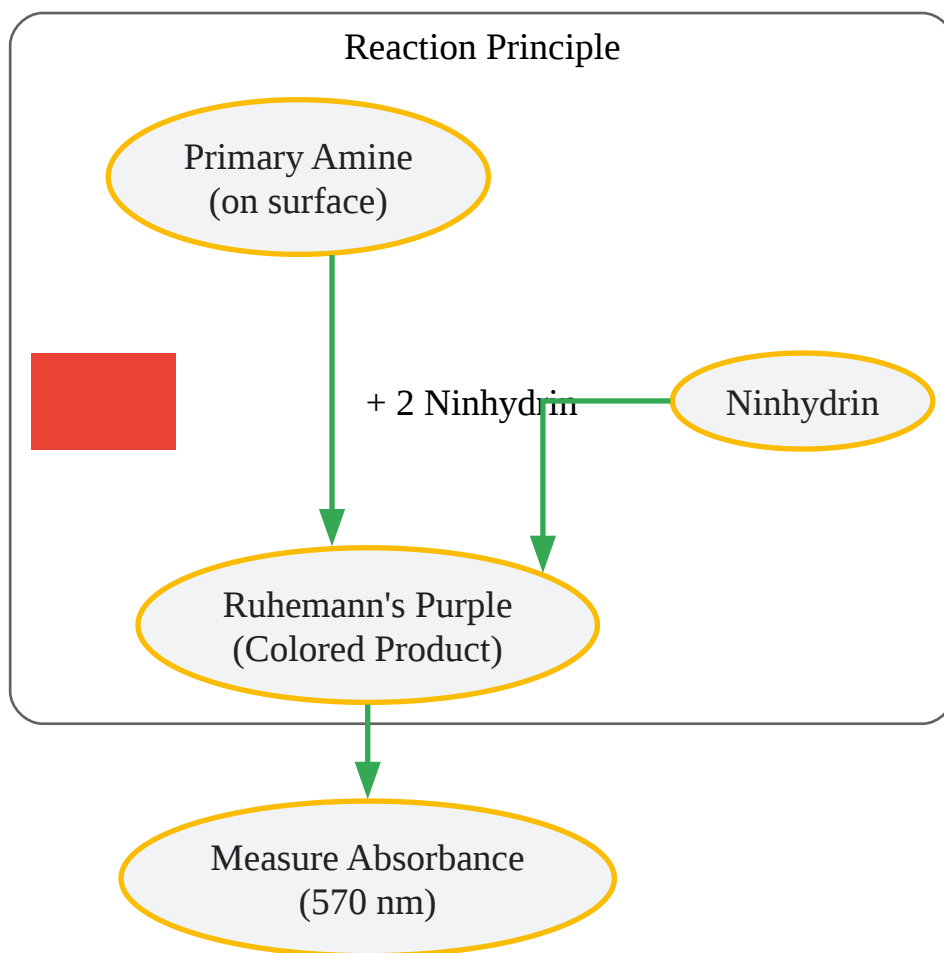 Reaction Principle
Primary Amine
(on surface)
+ 2 Ninhydrin
Ninhydrin
Ruhemann's Purple
(Colored Product)
Measure Absorbance
(570 nm)